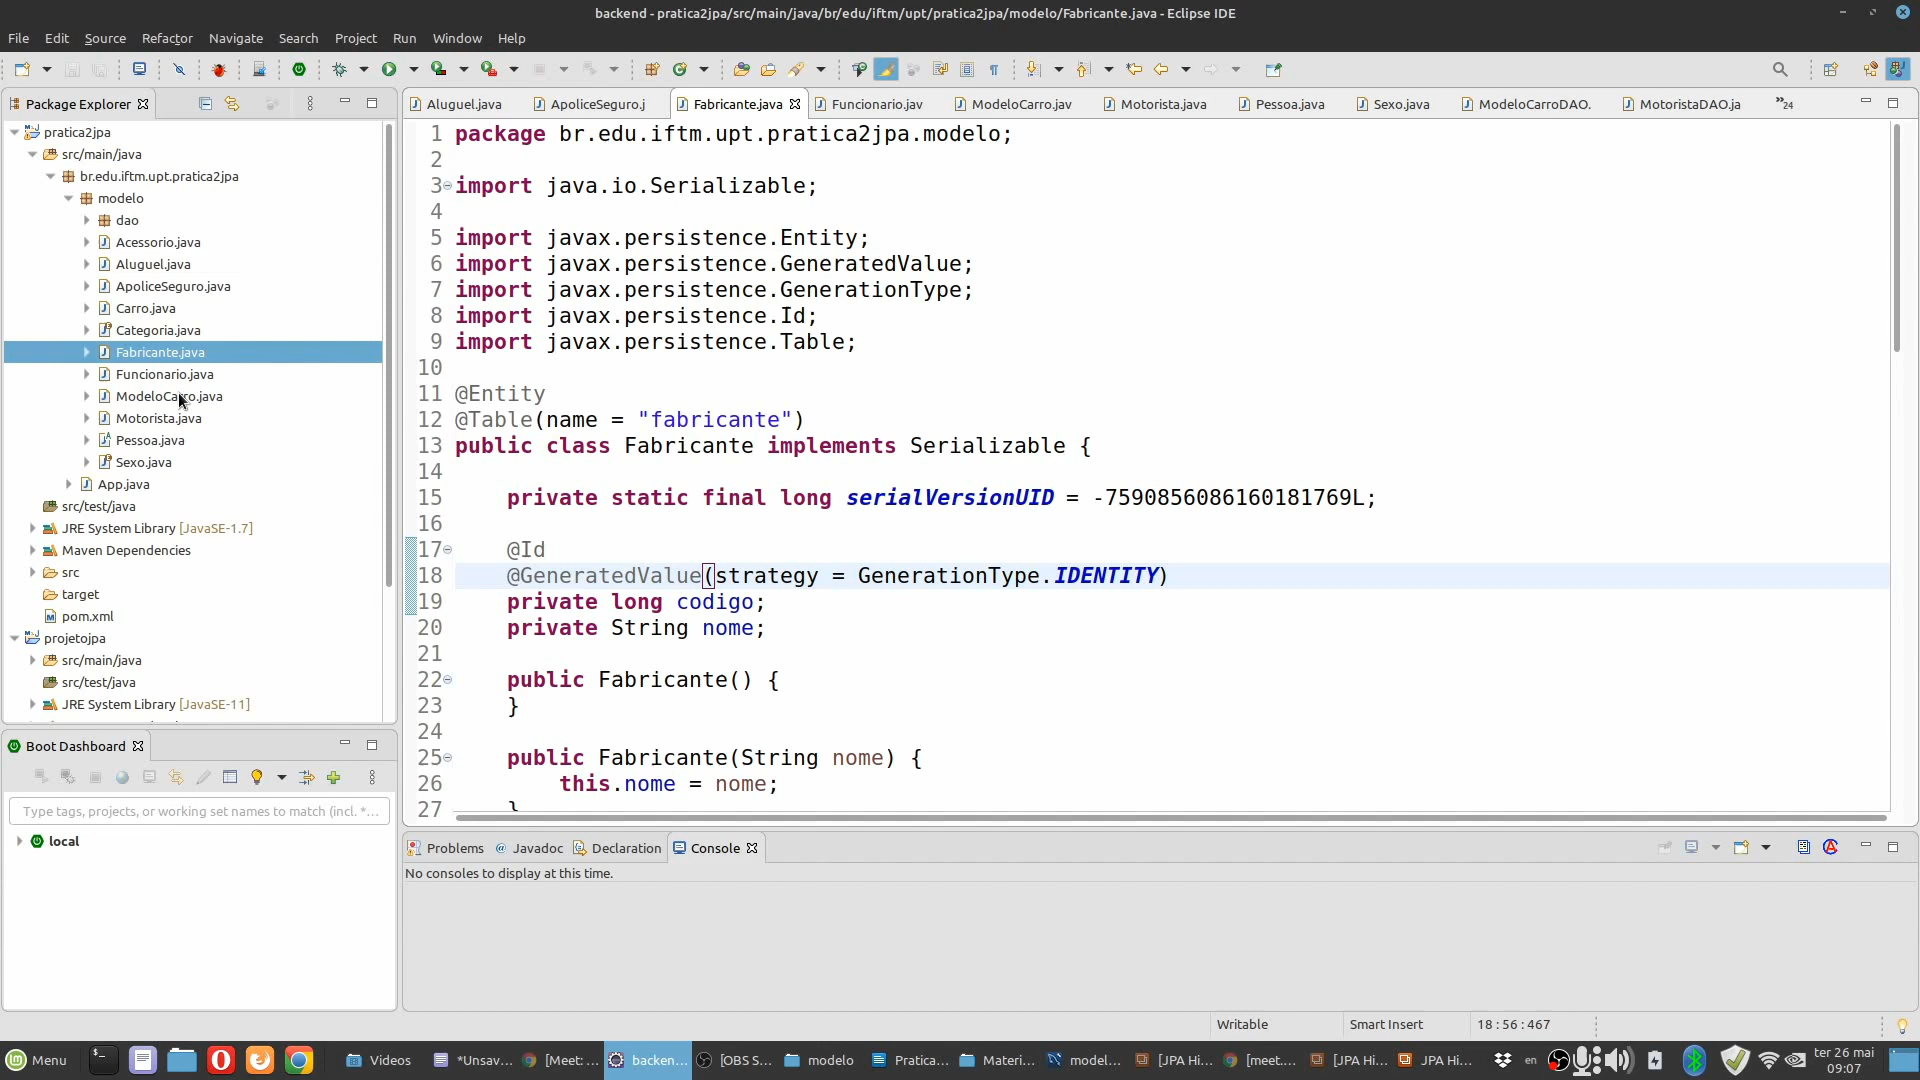 backend - pratica2jpa/src/main/java/br/edu/iftm/upt/pratica2jpa/modelo/Fabricante.java - Eclipse IDE
File Edit Source Refactor Navigate Search Project Run Window Help
Package Explorer
pratica2jpa
src/main/java
br.edu.iftm.upt.pratica2jpa
modelo
dao
Acessorio.java
Aluguel.java
ApoliceSeguro.java
Carro.java
Categoria.java
Fabricante.java
Funcionario.java
ModeloCarro.java
Motorista.java
Pessoa.java
Sexo.java
App.java
src/test/java
JRE System Library [JavaSE-1.7]
Maven Dependencies
src
target
pom.xml
projetojpa
src/main/java
src/test/java
JRE System Library [JavaSE-11]
Boot Dashboard
Type tags, projects, or working set names to match (incl. *...
local
Aluguel.java ApoliceSeguro.j Fabricante.java Funcionario.jav ModeloCarro.jav Motorista.java Pessoa.java Sexo.java ModeloCarroDAO. MotoristaDAO.ja »24
1 package br.edu.iftm.upt.pratica2jpa.modelo;
2
3 import java.io.Serializable;
4
5 import javax.persistence.Entity;
6 import javax.persistence.GeneratedValue;
7 import javax.persistence.GenerationType;
8 import javax.persistence.Id;
9 import javax.persistence.Table;
10
11 @Entity
12 @Table(name = "fabricante")
13 public class Fabricante implements Serializable {
14
15 private static final long serialVersionUID = -7590856086160181769L;
16
17 @Id
18 @GeneratedValue(strategy = GenerationType.IDENTITY)
19 private long codigo;
20 private String nome;
21
22 public Fabricante() {
23 }
24
25 public Fabricante(String nome) {
26 this.nome = nome;
27 }
Problems @ Javadoc Declaration Console
No consoles to display at this time.
Writable Smart Insert 18 : 56 : 467
Menu Videos *Unsav... [Meet: ... backen... [OBS S... modelo Pratica... Materi... model... [JPA Hi... [meet.... [JPA Hi... JPA Hi... en ter 26 mai
09:07